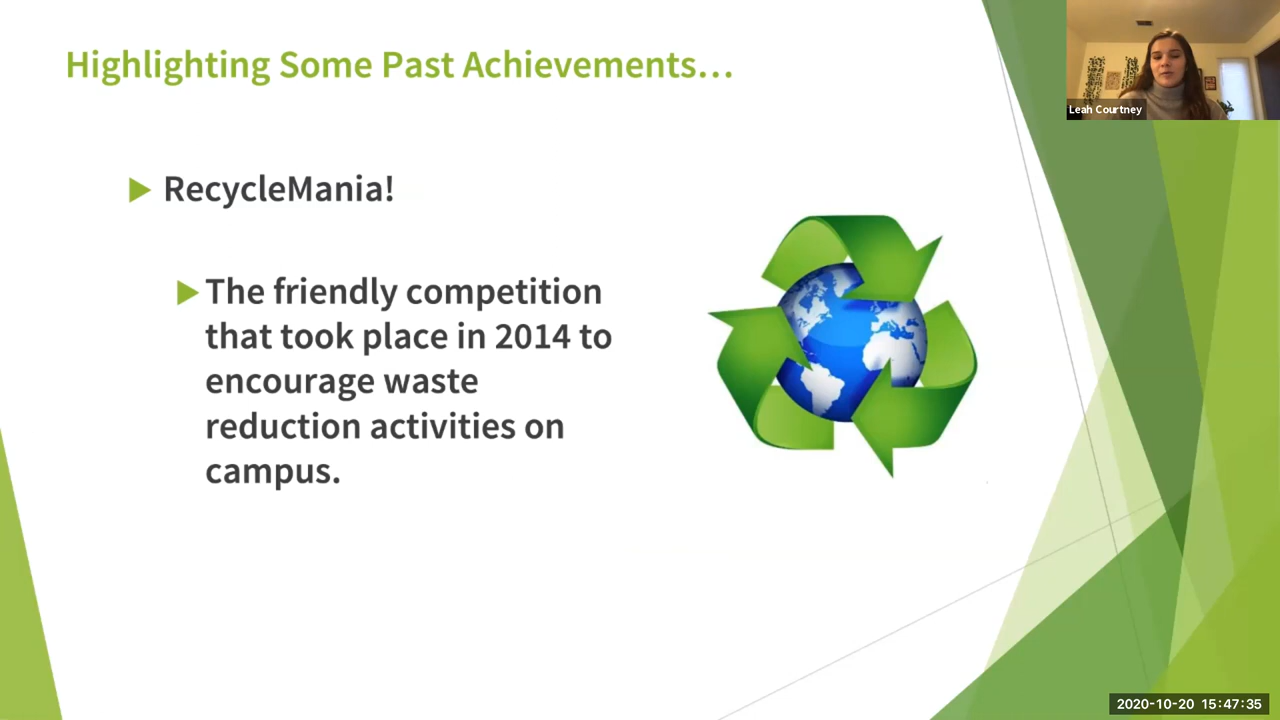 Highlighting Some Past Achievements...
Leah Courtney
RecycleMania!
The friendly competition
that took place in 2014 to
encourage waste
reduction activities on
campus.
2020-10-20 15:47:35